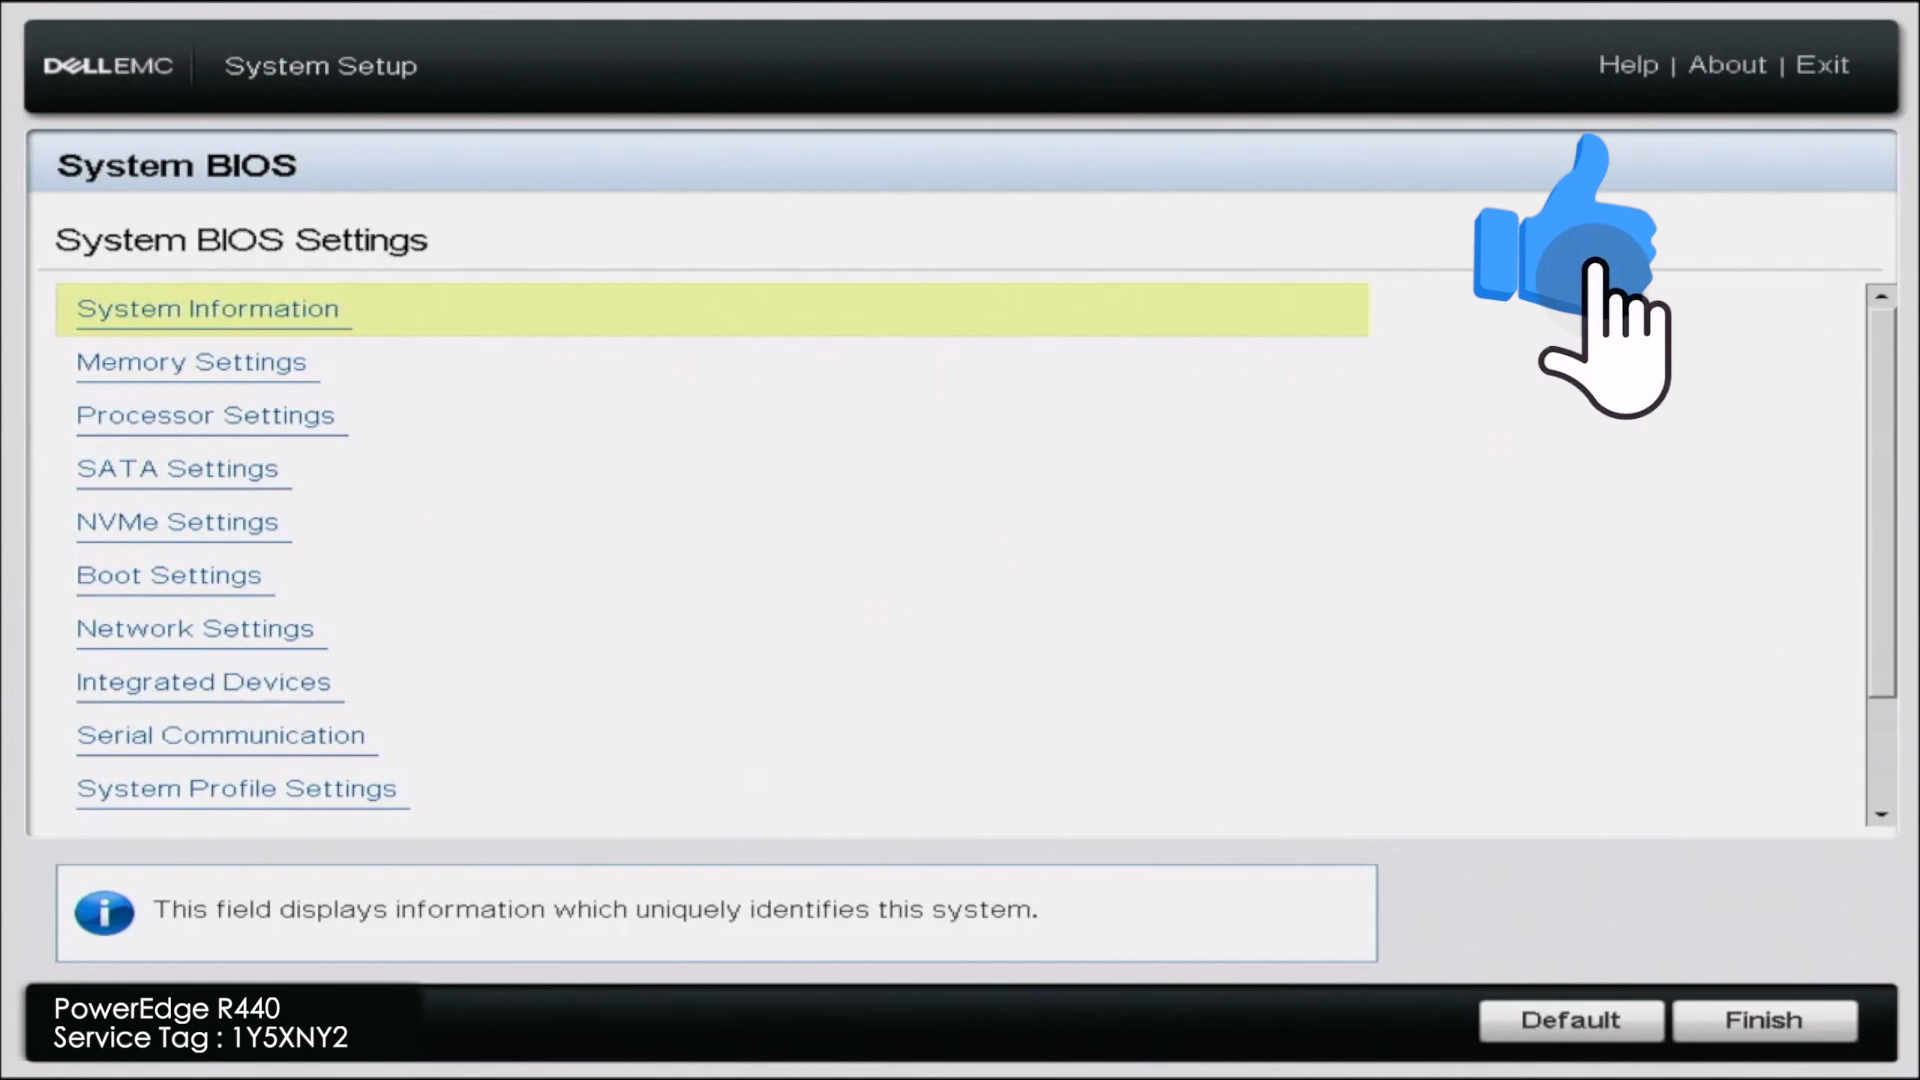 DELLEMC
System Setup
Help | About | Exit
System BIOS
System BIOS Settings
System Information
Memory Settings
Processor Settings
SATA Settings
NVMe Settings
Boot Settings
Network Settings
Integrated Devices
Serial Communication
System Profile Settings
This field displays information which uniquely identifies this system.
PowerEdge R440
Service Tag : 1Y5XNY2
Default
Finish